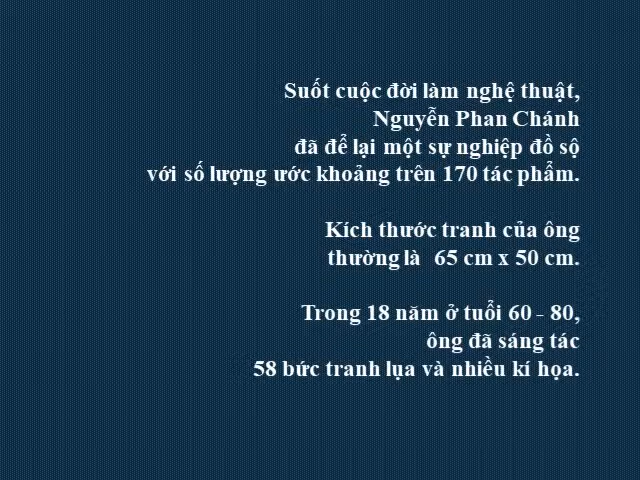 Suốt cuộc đời làm nghệ thuật,
Nguyễn Phan Chánh
đã để lại một sự nghiệp đồ sộ
với số lượng ước khoảng trên 170 tác phẩm.
Kích thước tranh của ông
thường là 65 cm x 50 cm.
Trong 18 năm ở tuổi 60 - 80,
ông đã sáng tác
58 bức tranh lụa và nhiều kí họa.